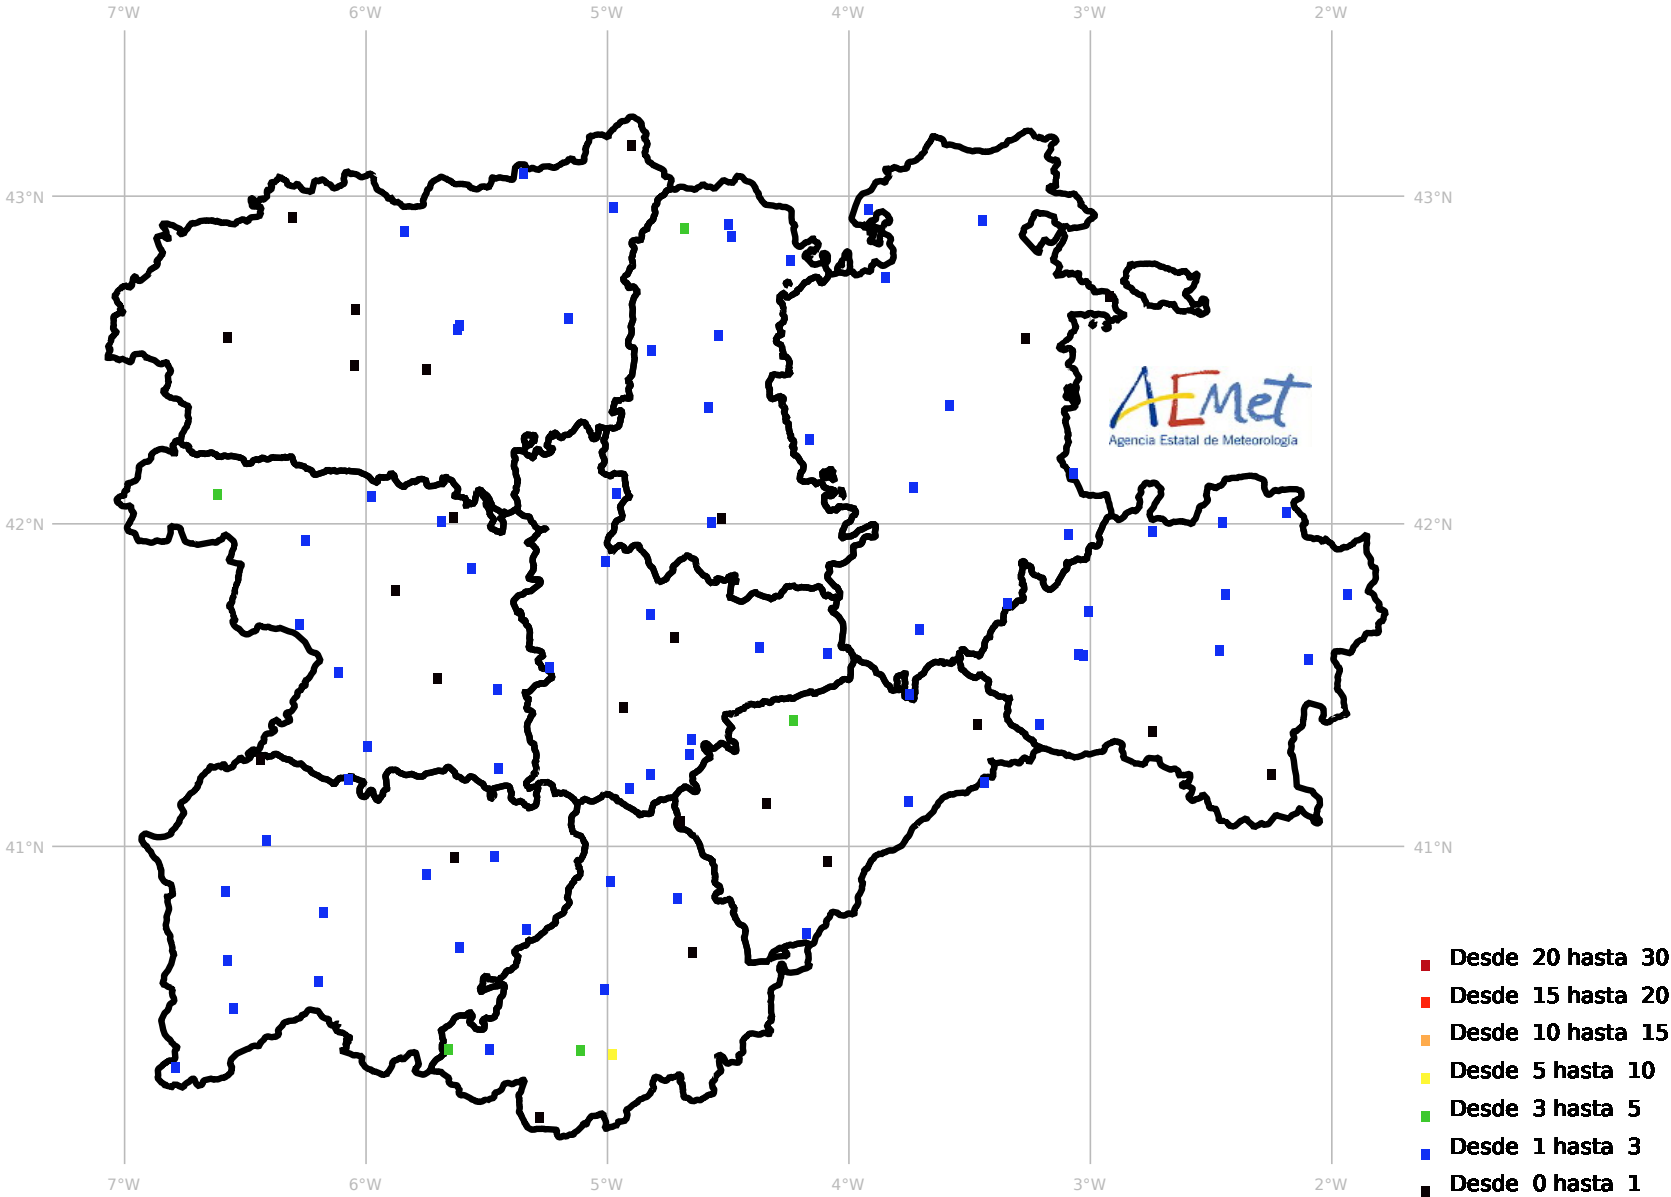 7°W 6°W 5°W 4°W 3°W 2°W
43°N 43°N
AEMet
Agencia Estatal de Meteorología
42°N 42°N
41°N 41°N
Desde 20 hasta 30
Desde 15 hasta 20
Desde 10 hasta 15
Desde 5 hasta 10
Desde 3 hasta 5
Desde 1 hasta 3
Desde 0 hasta 1
7°W 6°W 5°W 4°W 3°W 2°W